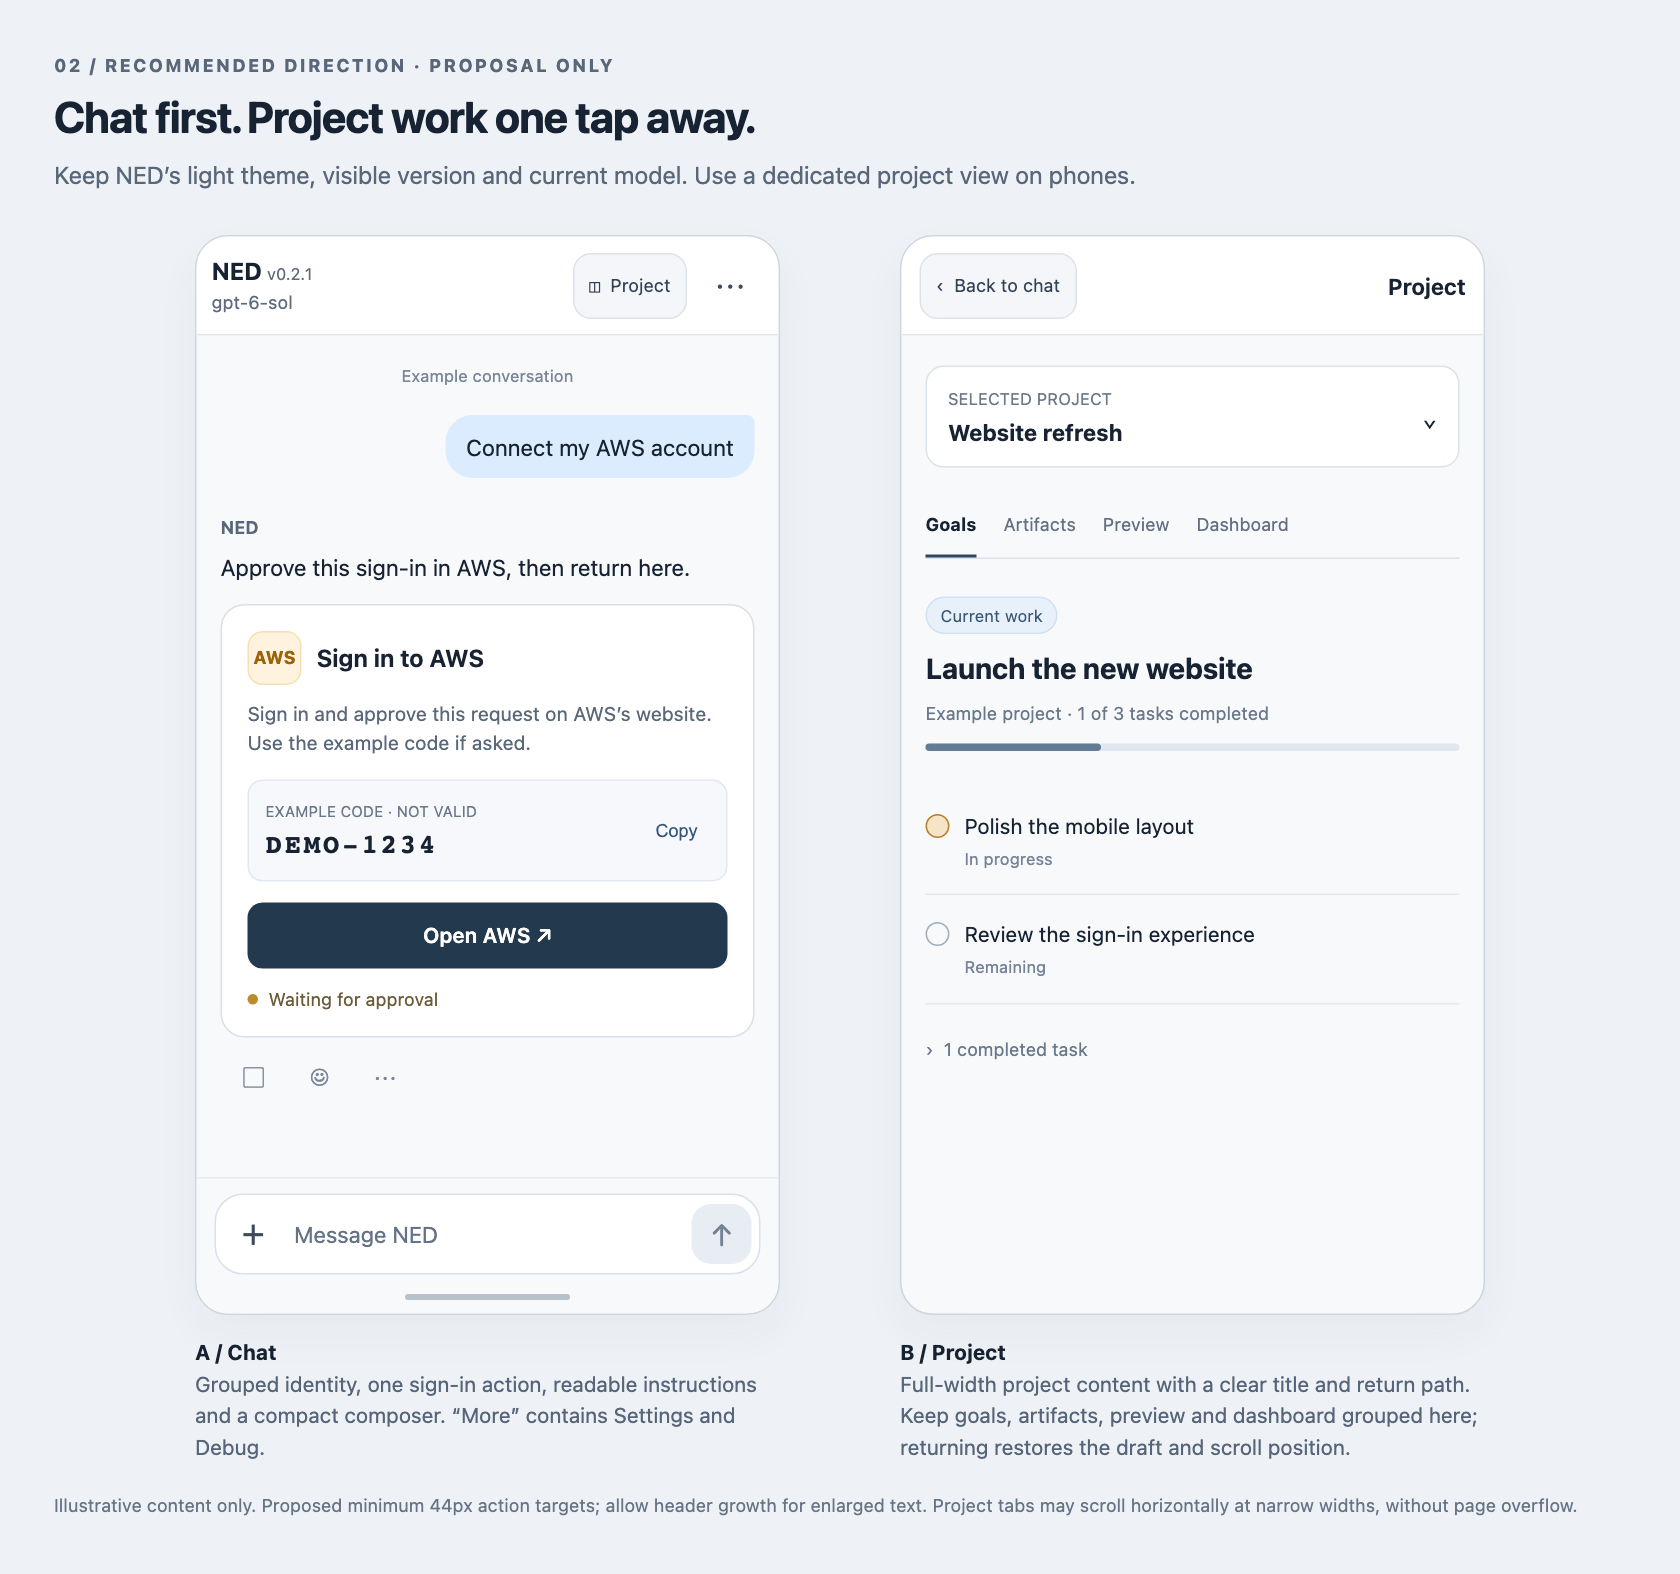 02 / RECOMMENDED DIRECTION · PROPOSAL ONLY
Chat first. Project work one tap away.
Keep NED’s light theme, visible version and current model. Use a dedicated project view on phones.
NED v0.2.1
gpt-6-sol
Project
Example conversation
Connect my AWS account
NED
Approve this sign-in in AWS, then return here.
AWS
Sign in to AWS
Sign in and approve this request on AWS’s website.
Use the example code if asked.
EXAMPLE CODE · NOT VALID
DEMO-1234
Copy
Open AWS ↗
Waiting for approval
Message NED
A / Chat
Grouped identity, one sign-in action, readable instructions
and a compact composer. “More” contains Settings and
Debug.
‹ Back to chat
Project
SELECTED PROJECT
Website refresh
Goals Artifacts Preview Dashboard
Current work
Launch the new website
Example project · 1 of 3 tasks completed
Polish the mobile layout
In progress
Review the sign-in experience
Remaining
› 1 completed task
B / Project
Full-width project content with a clear title and return path.
Keep goals, artifacts, preview and dashboard grouped here;
returning restores the draft and scroll position.
Illustrative content only. Proposed minimum 44px action targets; allow header growth for enlarged text. Project tabs may scroll horizontally at narrow widths, without page overflow.